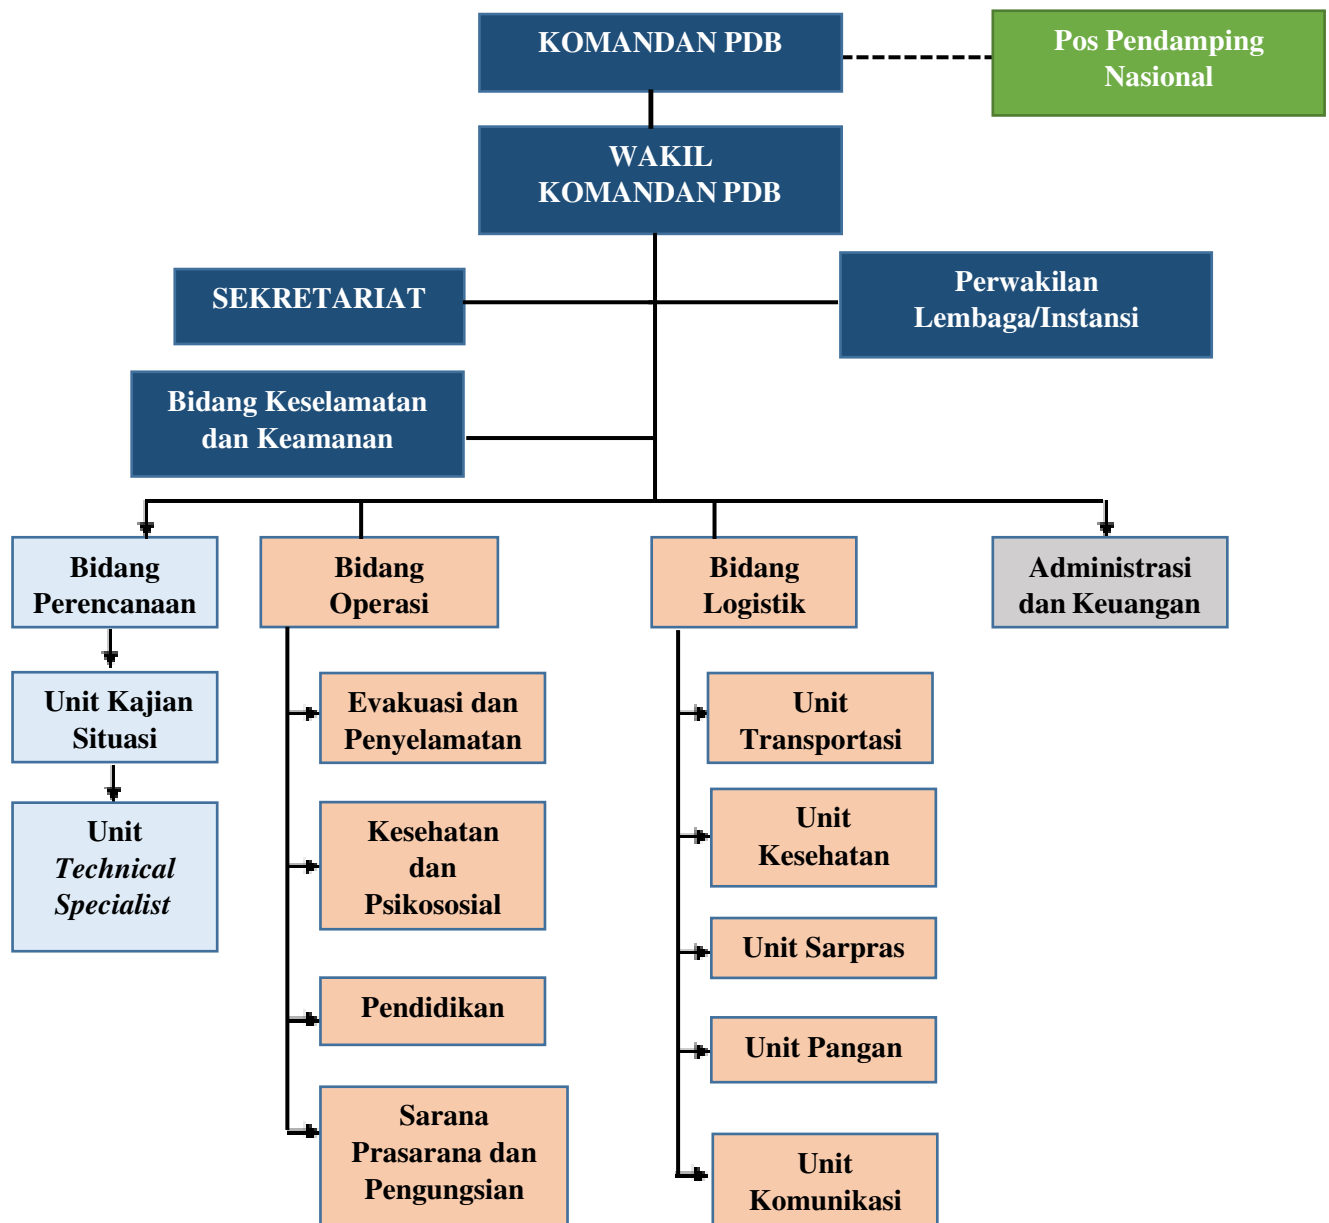 KOMANDAN PDB
Pos Pendamping
Nasional
WAKIL
KOMANDAN PDB
SEKRETARIAT
Perwakilan
Lembaga/Instansi
Bidang Keselamatan
dan Keamanan
Bidang
Perencanaan
Bidang
Operasi
Bidang
Logistik
Administrasi
dan Keuangan
Unit Kajian
Situasi
Unit
Technical
Specialist
Evakuasi dan
Penyelamatan
Kesehatan
dan
Psikososial
Pendidikan
Sarana
Prasarana dan
Pengungsian
Unit
Transportasi
Unit
Kesehatan
Unit Sarpras
Unit Pangan
Unit
Komunikasi